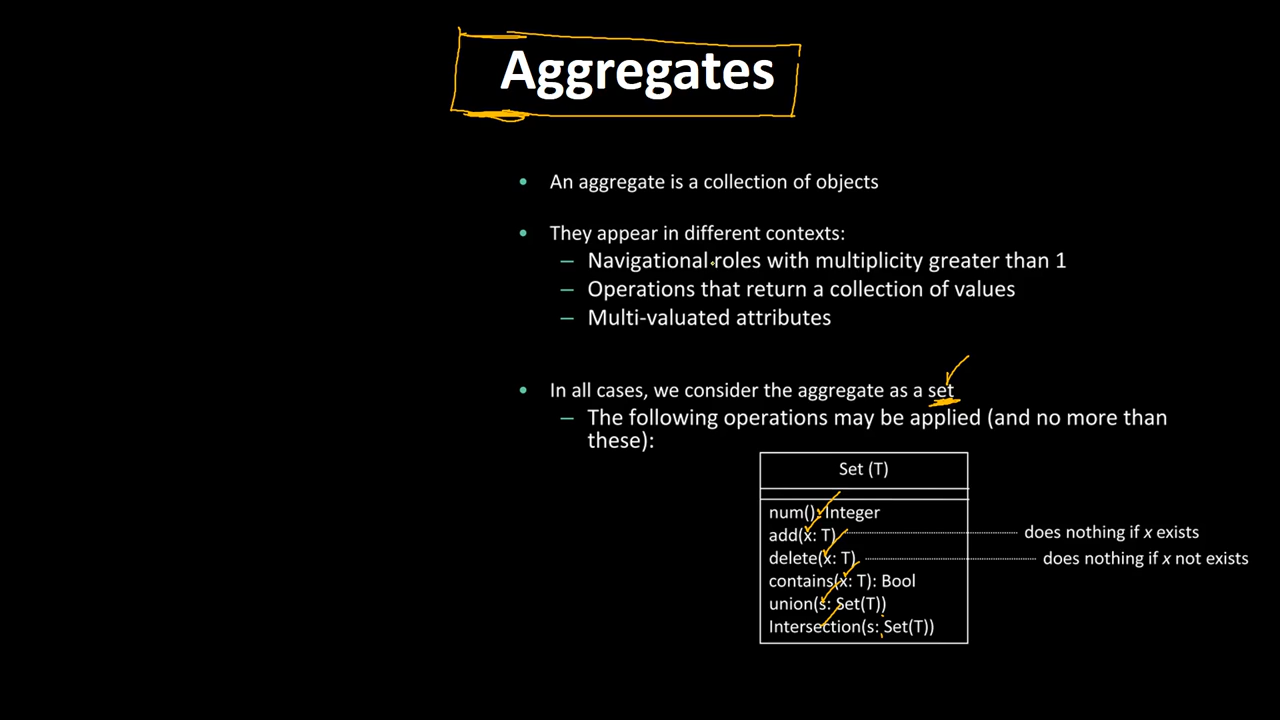 Aggregates
• An aggregate is a collection of objects
• They appear in different contexts:
– Navigational roles with multiplicity greater than 1
– Operations that return a collection of values
– Multi-valuated attributes
• In all cases, we consider the aggregate as a set
– The following operations may be applied (and no more than
these):
Set (T)
num(): Integer
add(x: T)
does nothing if x exists
delete(x: T)
does nothing if x not exists
contains(x: T): Bool
union(s: Set(T))
Intersection(s: Set(T))